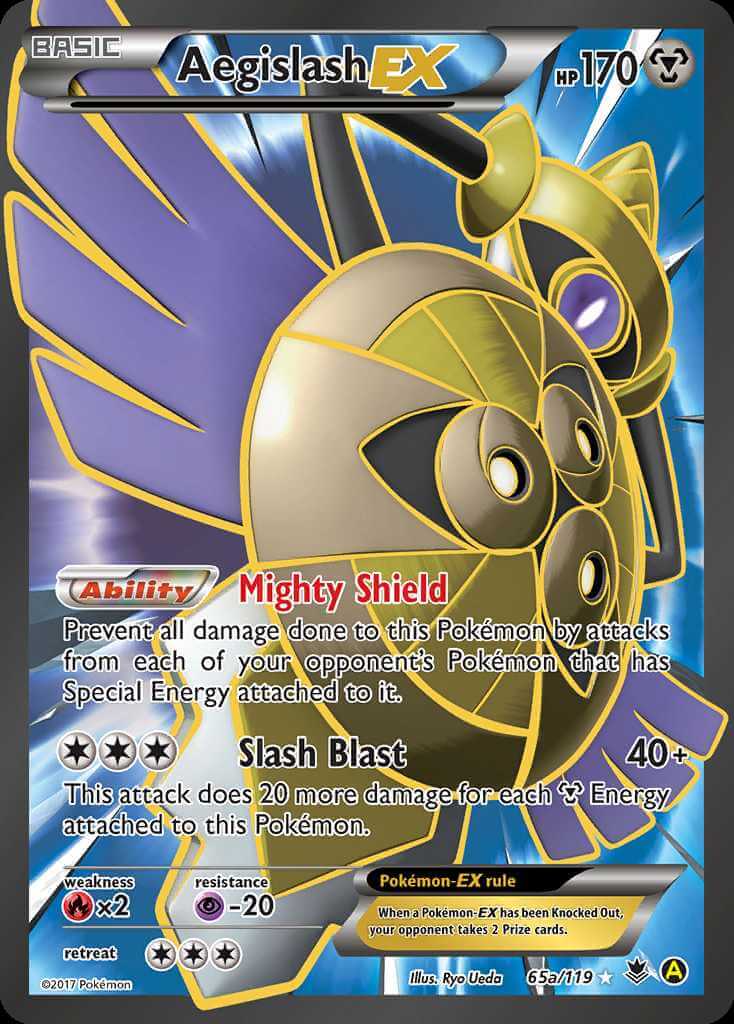 BASIC
Aegislash EX
HP 170
Ability Mighty Shield
Prevent all damage done to this Pokémon by attacks
from each of your opponent's Pokémon that has
Special Energy attached to it.
Slash Blast 40+
This attack does 20 more damage for each Energy
attached to this Pokémon.
weakness resistance
×2 -20
Pokémon-EX rule
When a Pokémon-EX has been Knocked Out,
your opponent takes 2 Prize cards.
retreat
©2017 Pokémon
Illus. Ryo Ueda 65a/119 A